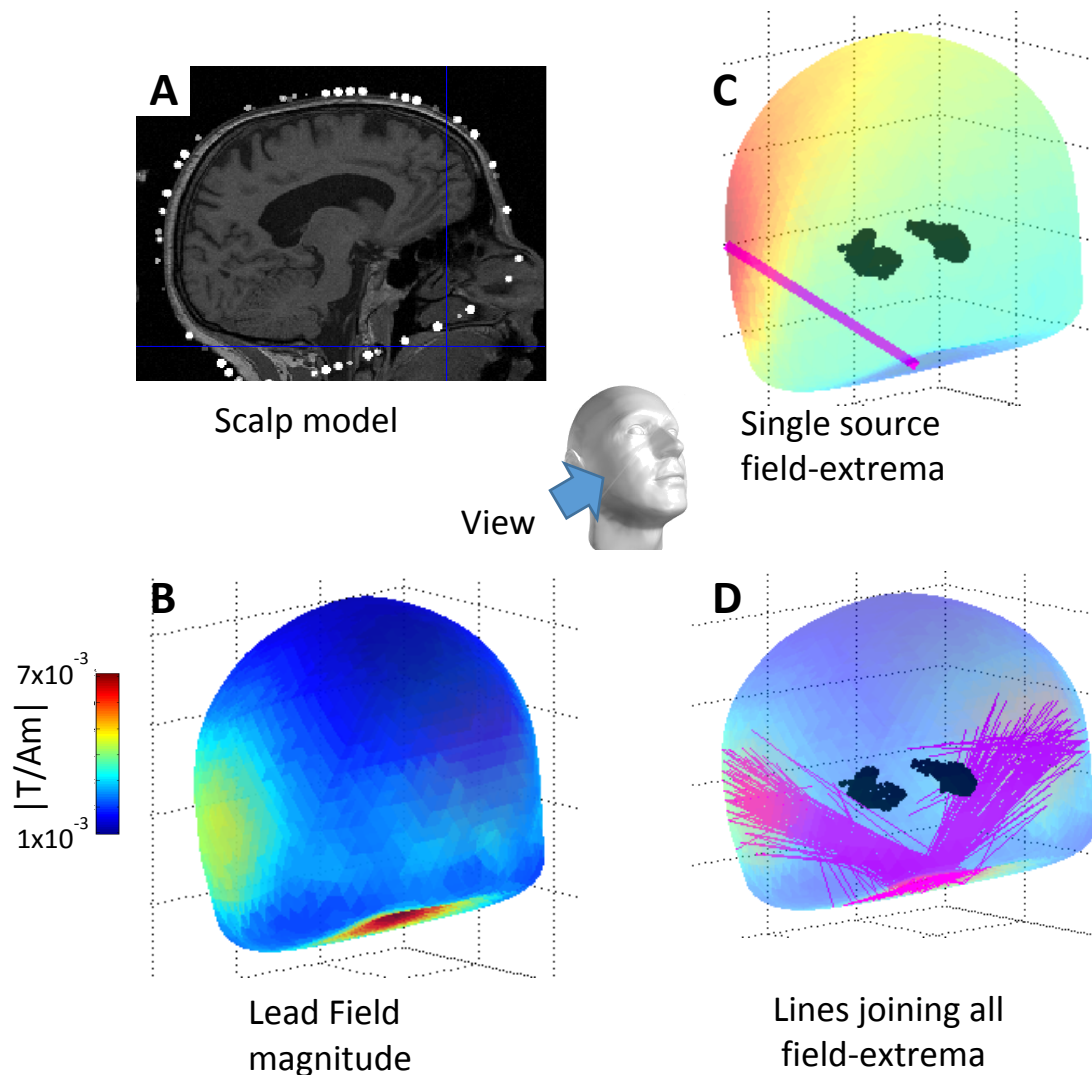 A
Scalp model
C
Single source
field-extrema
View
B
|T/Am|
7x10-3
1x10-3
Lead Field
magnitude
D
Lines joining all
field-extrema